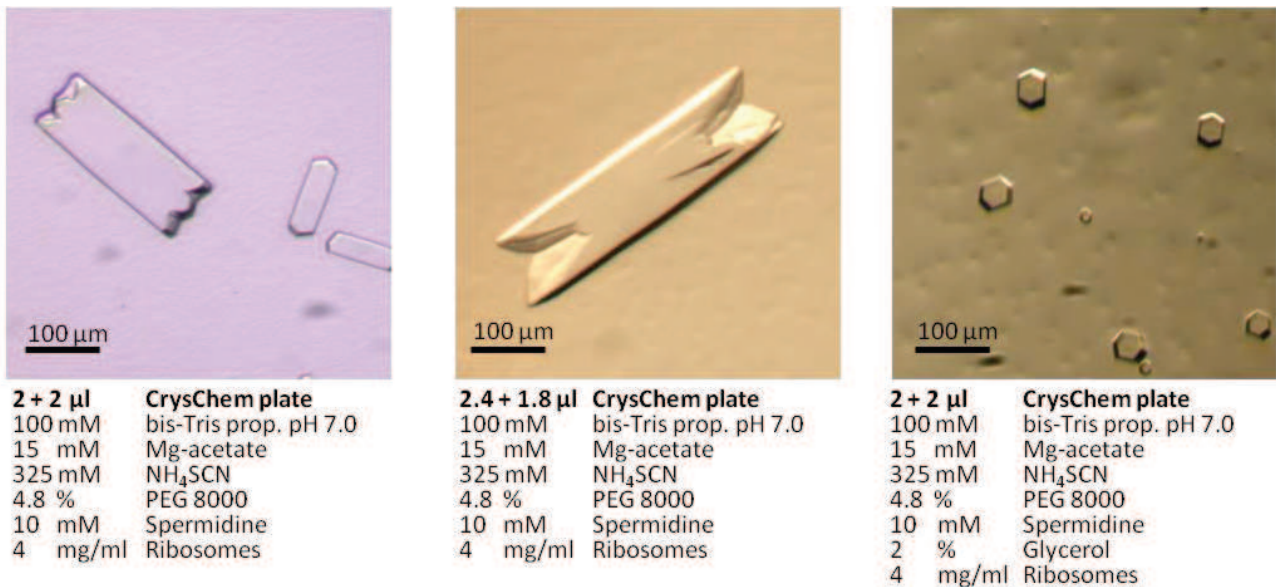 100 µm
2 + 2 µl CrysChem plate
100 mM bis-Tris prop. pH 7.0
15 mM Mg-acetate
325 mM NH₄SCN
4.8 % PEG 8000
10 mM Spermidine
4 mg/ml Ribosomes
100 µm
2.4 + 1.8 µl CrysChem plate
100 mM bis-Tris prop. pH 7.0
15 mM Mg-acetate
325 mM NH₄SCN
4.8 % PEG 8000
10 mM Spermidine
4 mg/ml Ribosomes
100 µm
2 + 2 µl CrysChem plate
100 mM bis-Tris prop. pH 7.0
15 mM Mg-acetate
325 mM NH₄SCN
4.8 % PEG 8000
10 mM Spermidine
2 % Glycerol
4 mg/ml Ribosomes